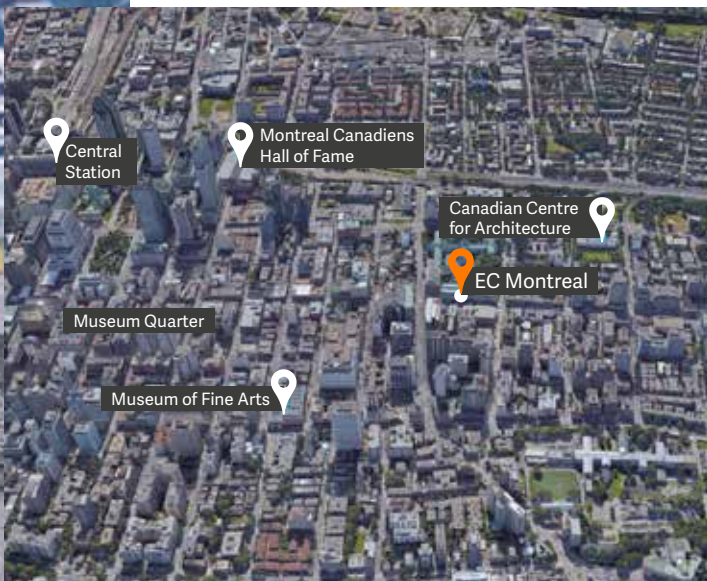 Central
Station
Montreal Canadiens
Hall of Fame
Canadian Centre
for Architecture
EC Montreal
Museum Quarter
Museum of Fine Arts